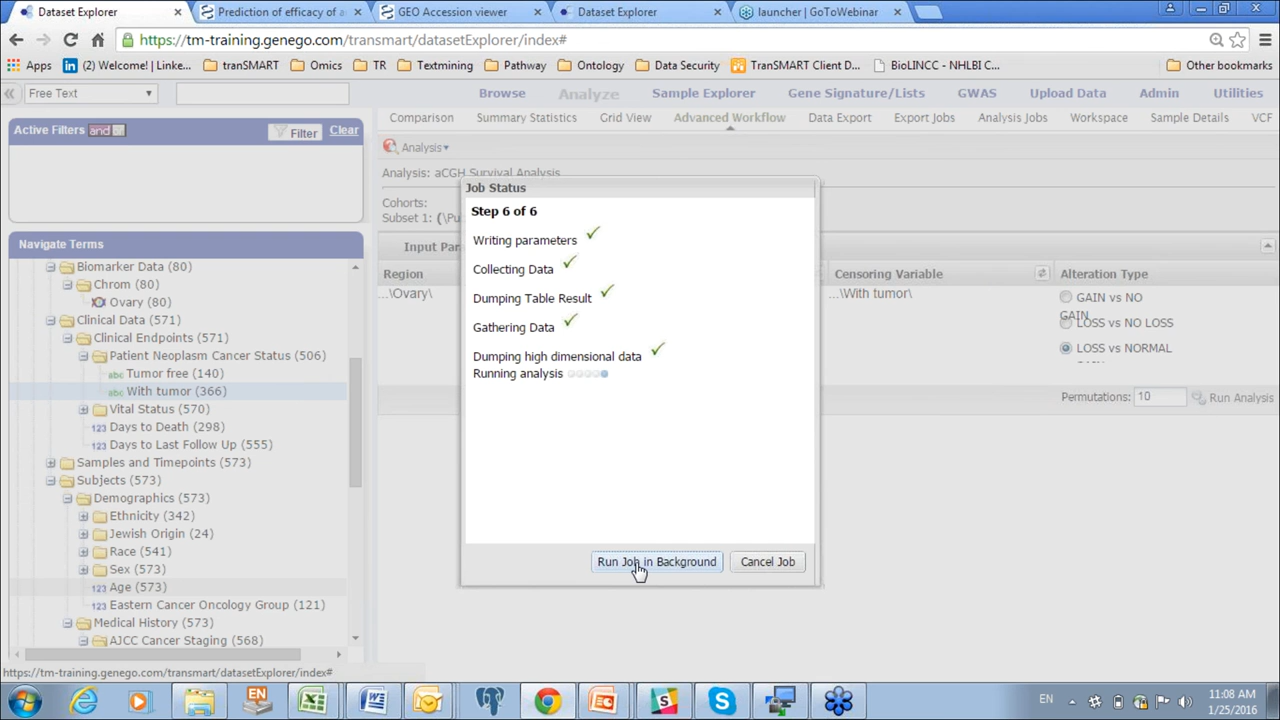 Dataset Explorer
Prediction of efficacy of a
GEO Accession viewer
Dataset Explorer
launcher | GoToWebinar
https://tm-training.genego.com/transmart/datasetExplorer/index#
Apps
(2) Welcome! | Linke...
tranSMART
Omics
TR
Textmining
Pathway
Ontology
Data Security
TranSMART Client D...
BioLINCC - NHLBI C...
Other bookmarks
Free Text
Browse
Analyze
Sample Explorer
Gene Signature/Lists
GWAS
Upload Data
Admin
Utilities
Active Filters and
Filter
Clear
Comparison
Summary Statistics
Grid View
Advanced Workflow
Data Export
Export Jobs
Analysis Jobs
Workspace
Sample Details
VCF
Analysis
Analysis: aCGH Survival Analysis
Cohorts:
Subset 1: (\Pu
Input Par
Region
Censoring Variable
Alteration Type
...\Ovary\
...\With tumor\
GAIN vs NO
GAIN
LOSS vs NO LOSS
LOSS vs NORMAL
Permutations: 10
Run Analysis
Job Status
Step 6 of 6
Writing parameters
Collecting Data
Dumping Table Result
Gathering Data
Dumping high dimensional data
Running analysis
Run Job in Background
Cancel Job
Navigate Terms
Biomarker Data (80)
Chrom (80)
Ovary (80)
Clinical Data (571)
Clinical Endpoints (571)
Patient Neoplasm Cancer Status (506)
abc Tumor free (140)
abc With tumor (366)
Vital Status (570)
123 Days to Death (298)
123 Days to Last Follow Up (555)
Samples and Timepoints (573)
Subjects (573)
Demographics (573)
Ethnicity (342)
Jewish Origin (24)
Race (541)
Sex (573)
123 Age (573)
123 Eastern Cancer Oncology Group (121)
Medical History (573)
AJCC Cancer Staging (568)
https://tm-training.genego.com/transmart/datasetExplorer/index#
EN
EN
11:08 AM
1/25/2016